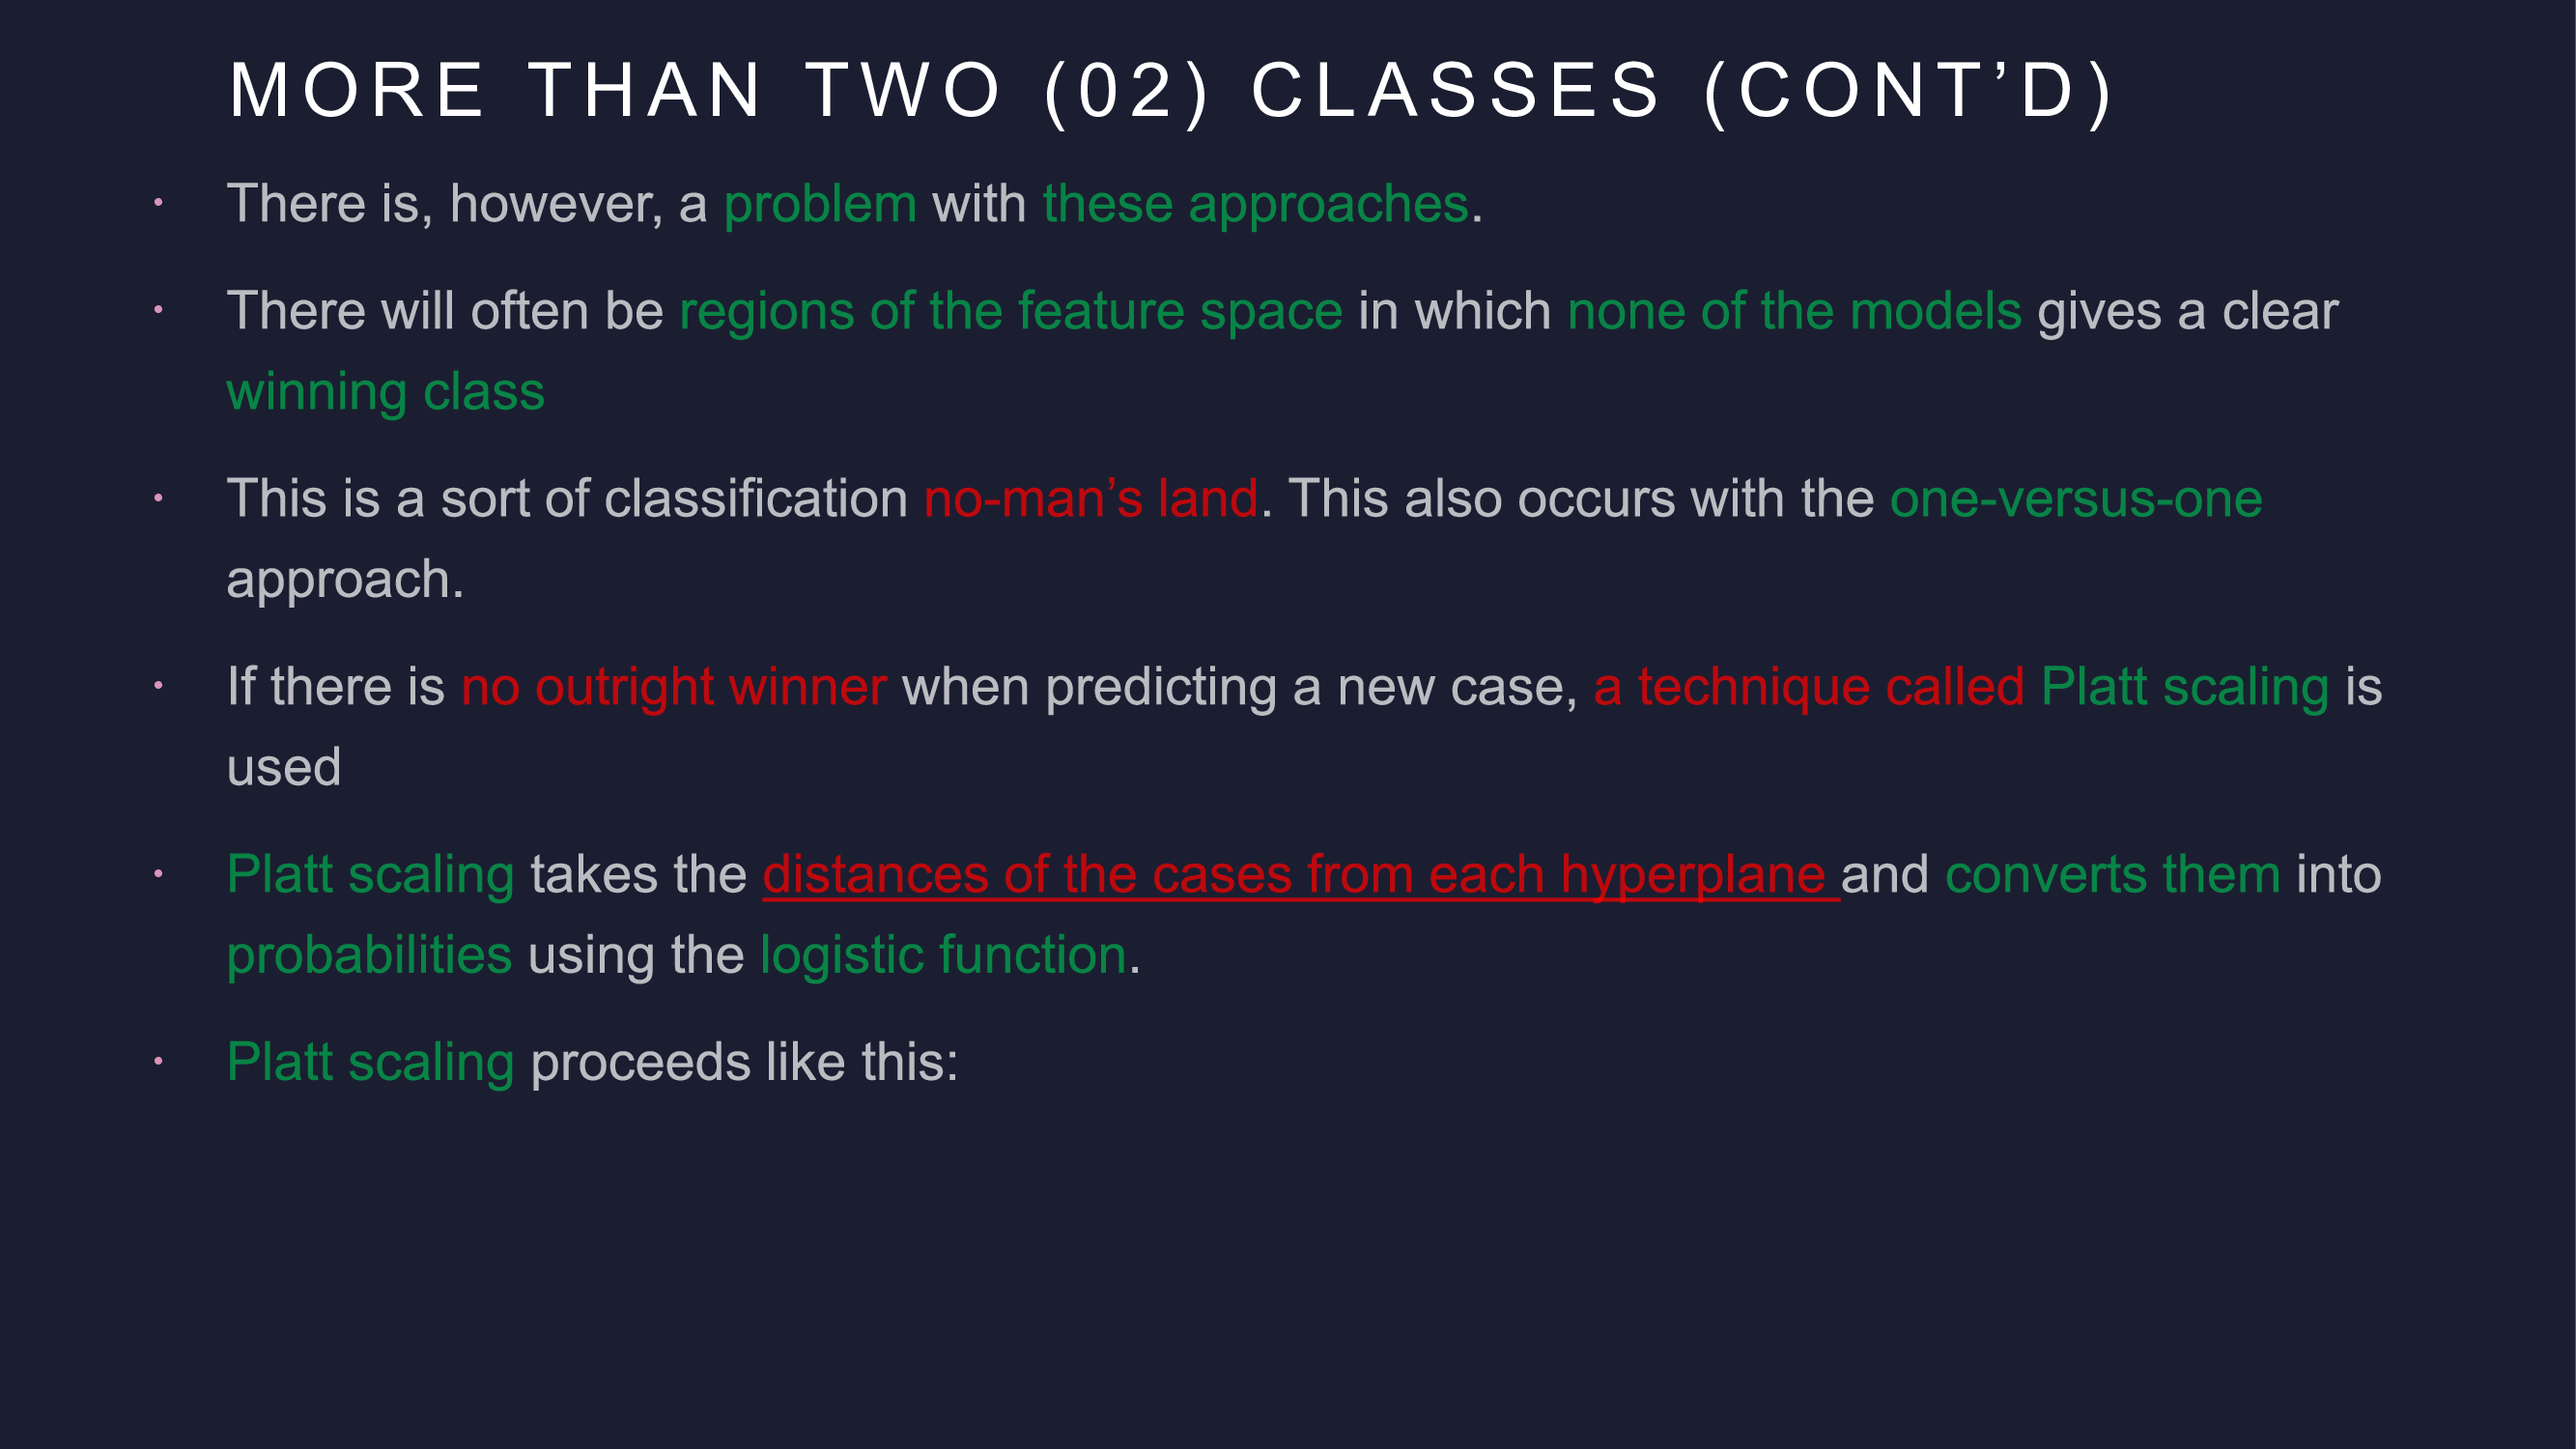 MORE THAN TWO (02) CLASSES (CONT’D)
• There is, however, a problem with these approaches.
• There will often be regions of the feature space in which none of the models gives a clear
winning class
• This is a sort of classification no-man’s land. This also occurs with the one-versus-one
approach.
• If there is no outright winner when predicting a new case, a technique called Platt scaling is
used
• Platt scaling takes the distances of the cases from each hyperplane and converts them into
probabilities using the logistic function.
• Platt scaling proceeds like this: